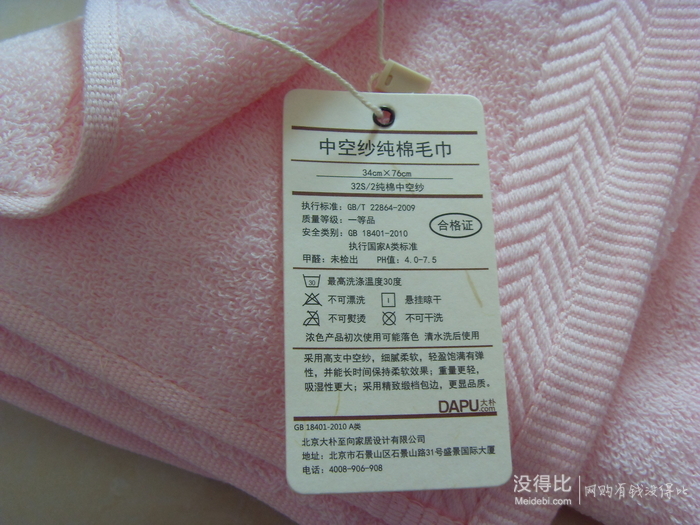 中空纱纯棉毛巾
34cm×76cm
32S/2纯棉中空纱
执行标准：GB/T 22864-2009
质量等级：一等品
安全类别：GB 18401-2010
合格证
执行国家A类标准
甲醛：未检出 PH值：4.0-7.5
30 最高洗涤温度30度
不可漂洗 悬挂晾干
不可熨烫 不可干洗
浓色产品初次使用可能落色 清水洗后使用
采用高支中空纱，细腻柔软，轻盈饱满有弹
性，并能长时间保持柔软效果；重量更轻，
吸湿性更大；采用精致缎档包边，更显品质。
DAPU大朴
.com
GB 18401-2010 A类
北京大朴至向家居设计有限公司
地址：北京市石景山区石景山路31号盛景国际大厦
电话：4008-906-908
没得比 网购有钱没得比
Meidebi.com